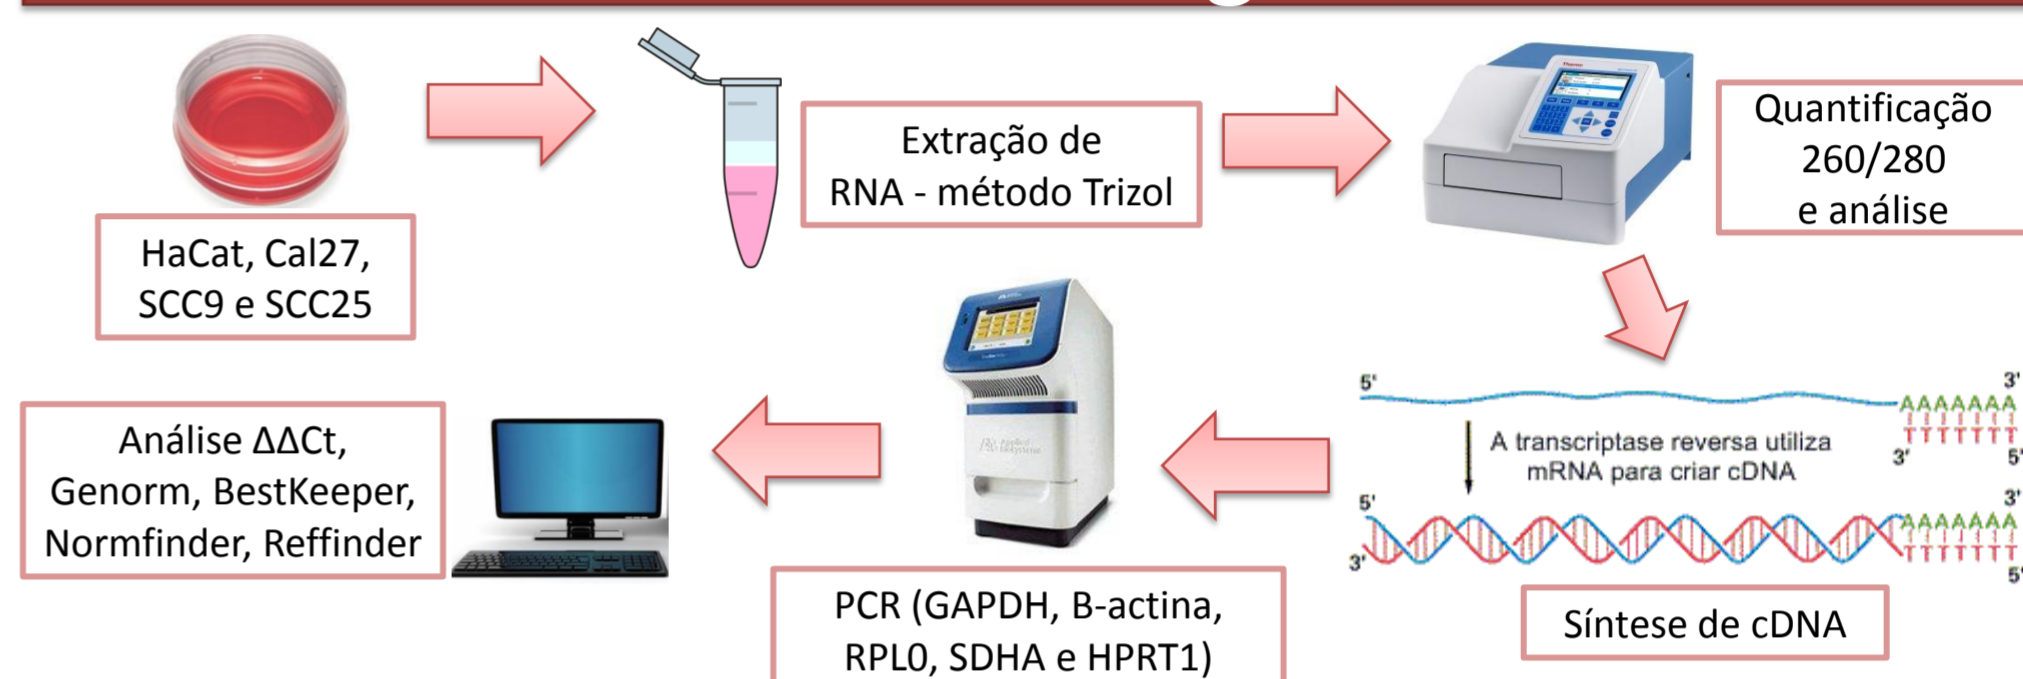 HaCat, Cal27,
SCC9 e SCC25
Extração de
RNA - método Trizol
Quantificação
260/280
e análise
5' 3'
AAAAAAA
TTTTTTT
3' 5'
A transcriptase reversa utiliza
mRNA para criar cDNA
5' 3'
AAAAAAA
TTTTTTT
3' 5'
Síntese de cDNA
PCR (GAPDH, B-actina,
RPL0, SDHA e HPRT1)
Análise ΔΔCt,
Genorm, BestKeeper,
Normfinder, Reffinder